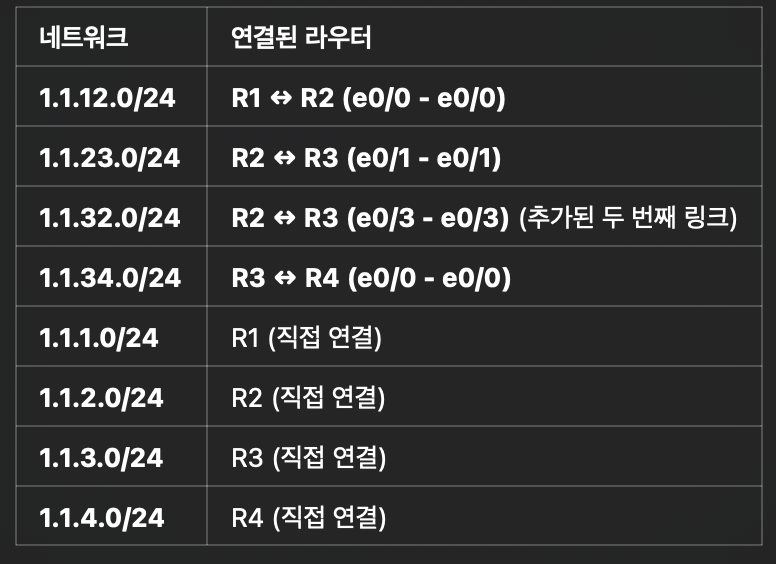 네트워크 연결된 라우터
1.1.12.0/24 R1 ↔ R2 (e0/0 - e0/0)
1.1.23.0/24 R2 ↔ R3 (e0/1 - e0/1)
1.1.32.0/24 R2 ↔ R3 (e0/3 - e0/3) (추가된 두 번째 링크)
1.1.34.0/24 R3 ↔ R4 (e0/0 - e0/0)
1.1.1.0/24 R1 (직접 연결)
1.1.2.0/24 R2 (직접 연결)
1.1.3.0/24 R3 (직접 연결)
1.1.4.0/24 R4 (직접 연결)